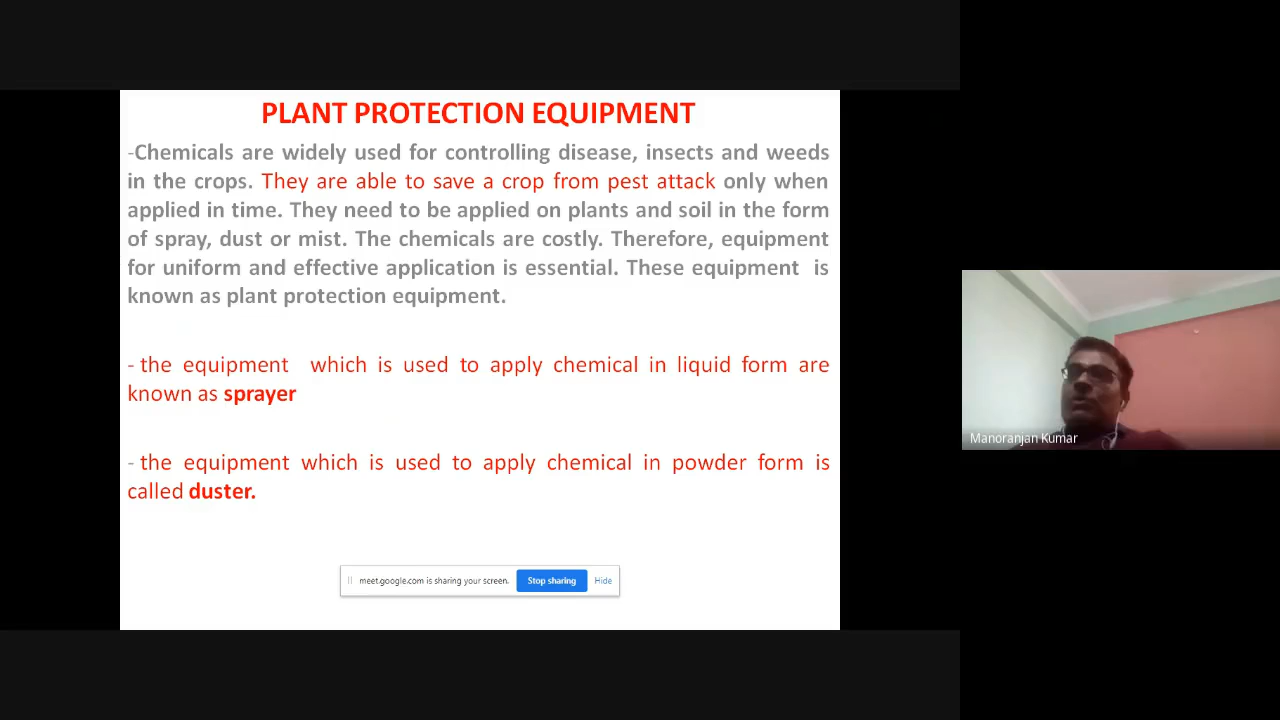 PLANT PROTECTION EQUIPMENT
-Chemicals are widely used for controlling disease, insects and weeds
in the crops. They are able to save a crop from pest attack only when
applied in time. They need to be applied on plants and soil in the form
of spray, dust or mist. The chemicals are costly. Therefore, equipment
for uniform and effective application is essential. These equipment  is
known as plant protection equipment.
- the equipment  which is used to apply chemical in liquid form are
known as sprayer
- the equipment which is used to apply chemical in powder form is
called duster.
meet.google.com is sharing your screen. Stop sharing Hide
Manoranjan Kumar